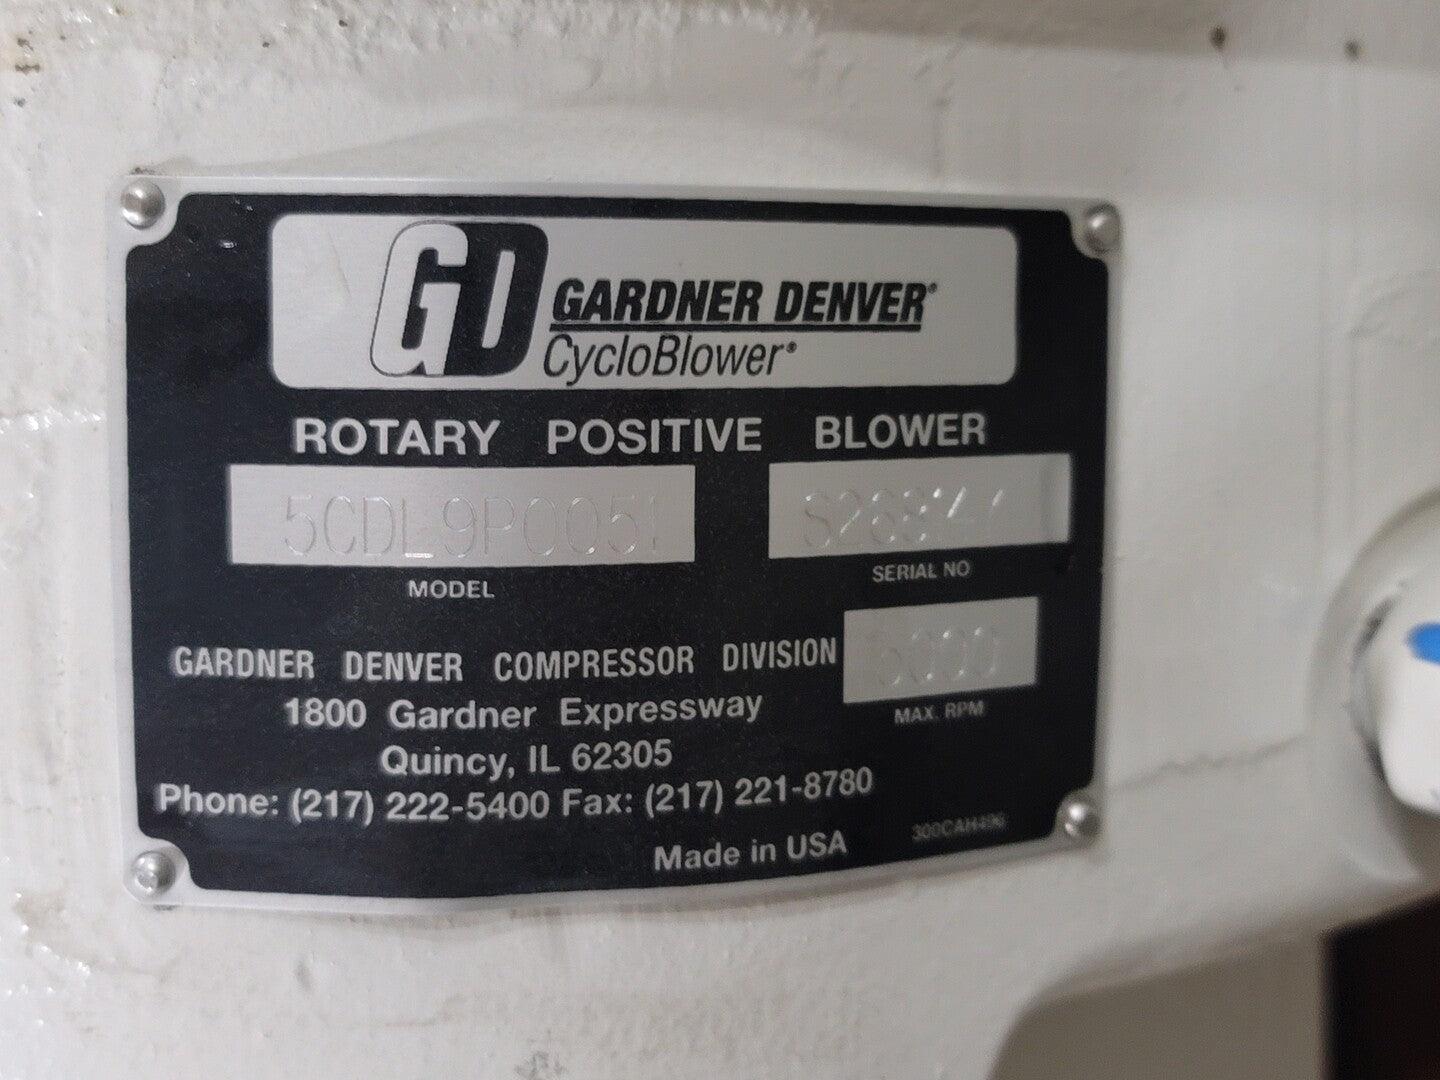 GD GARDNER DENVER®
CycloBlower®
ROTARY POSITIVE BLOWER
5CDL9P0051
MODEL
SERIAL NO
GARDNER DENVER COMPRESSOR DIVISION
MAX. RPM
1800 Gardner Expressway
Quincy, IL 62305
Phone: (217) 222-5400 Fax: (217) 221-8780
Made in USA
300CAH496